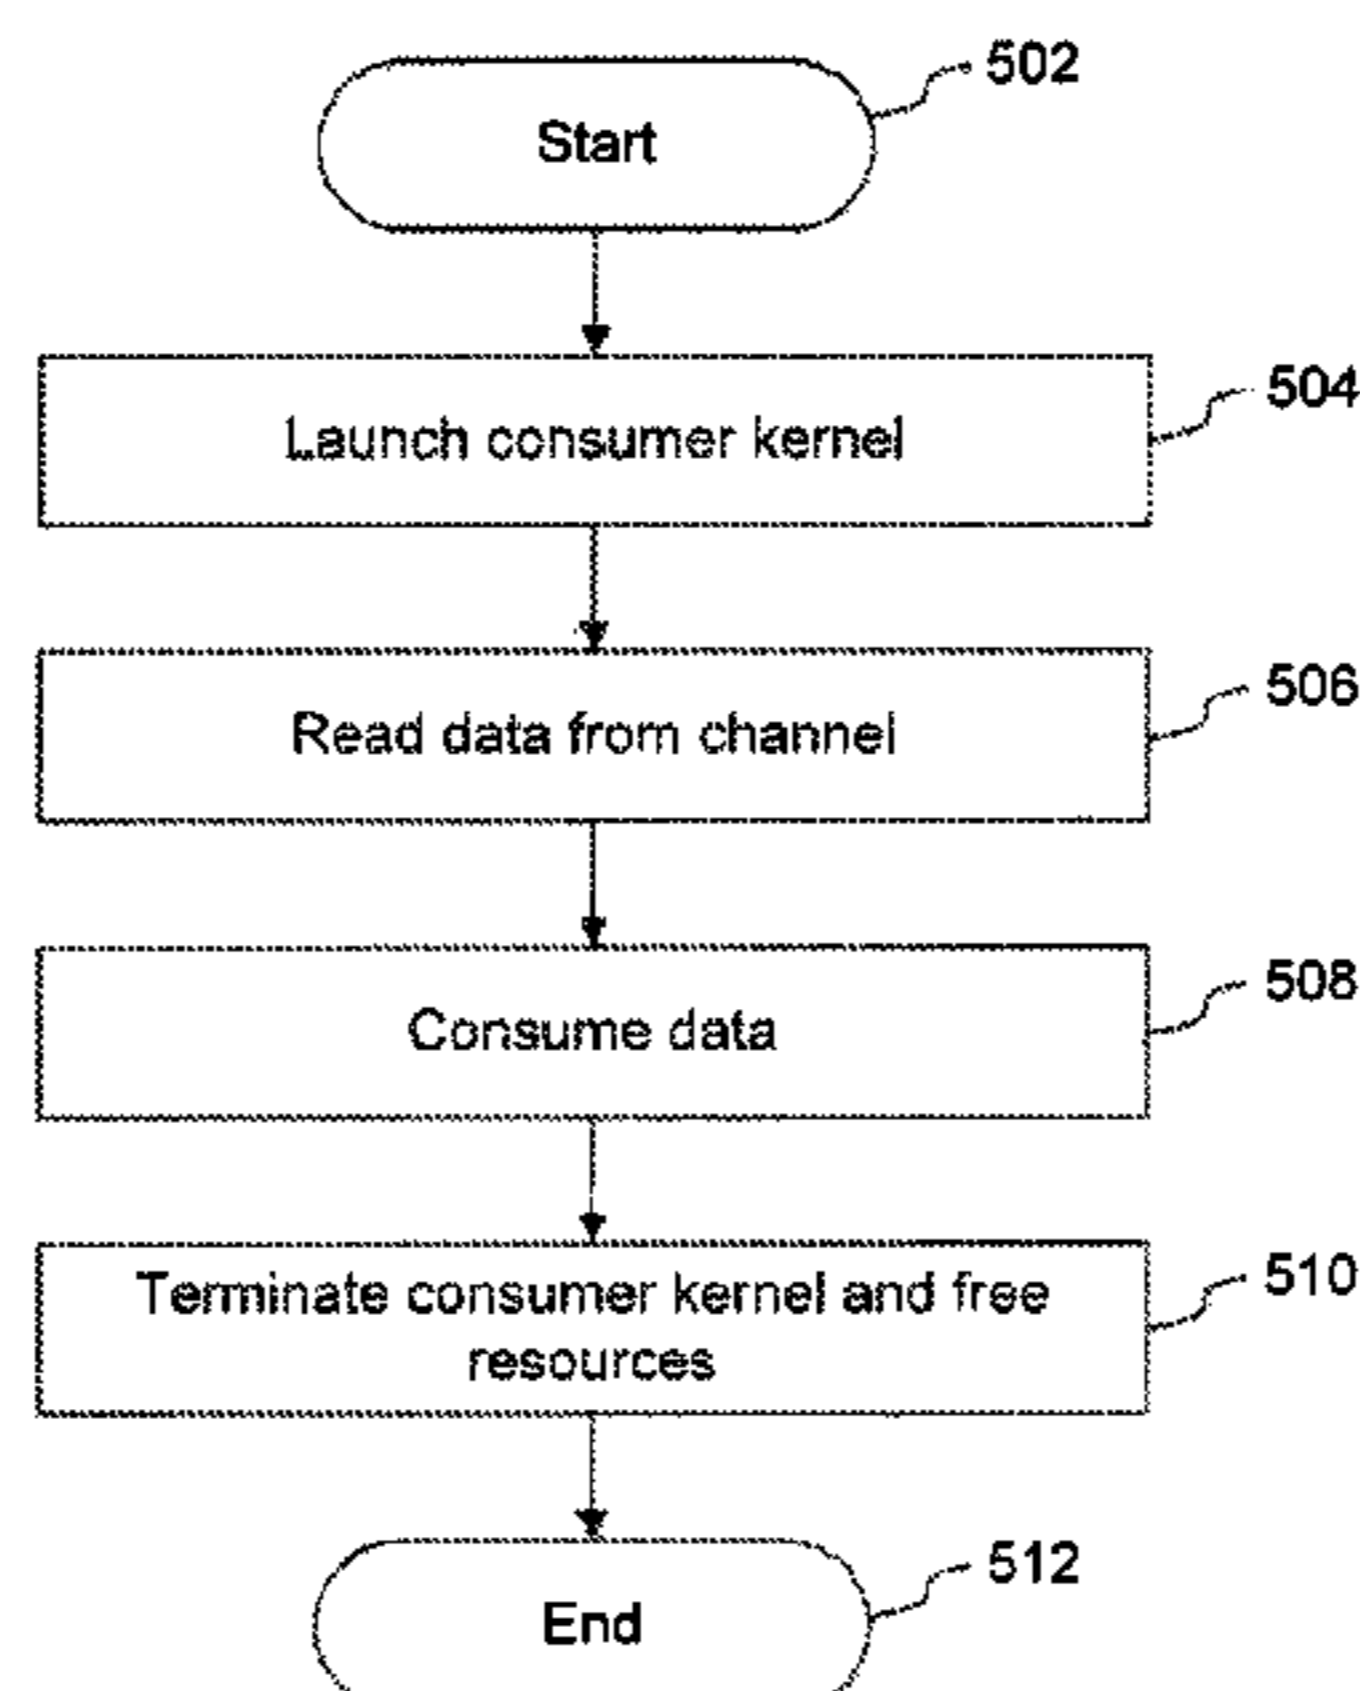 502
Start
504
Launch consumer kernel
506
Read data from channel
508
Consume data
510
Terminate consumer kernel and free
resources
512
End